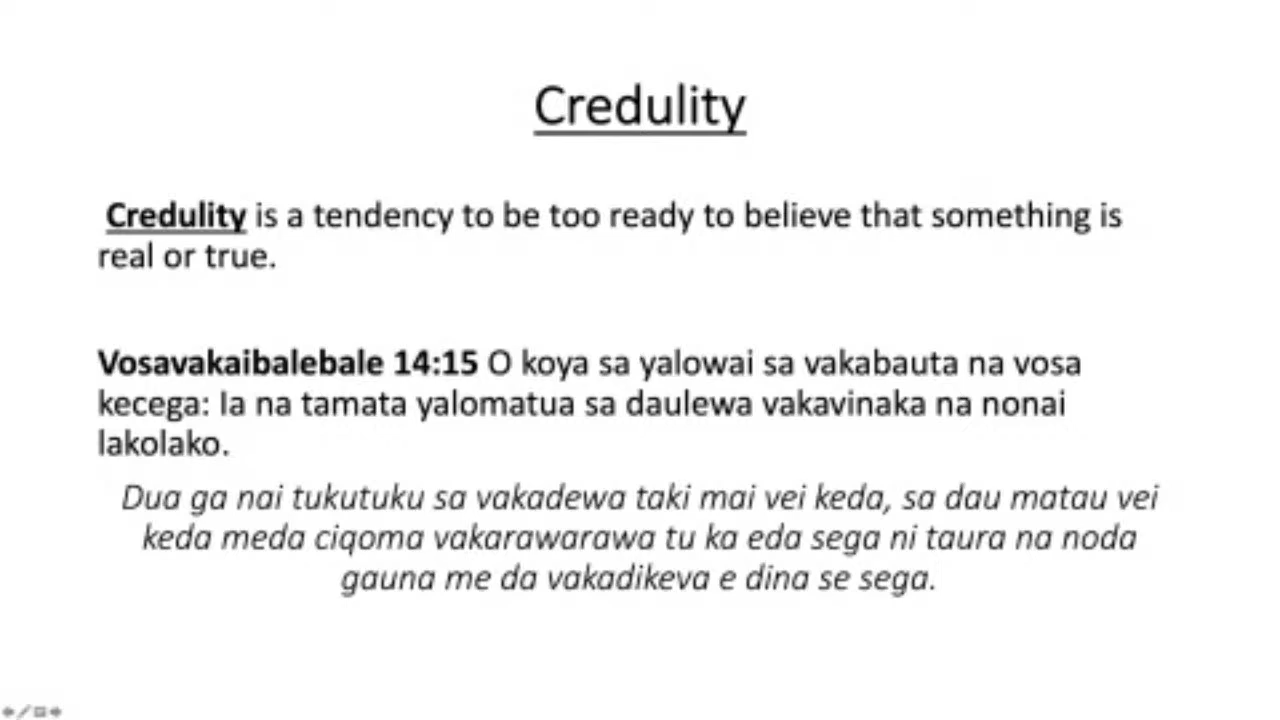 Credulity
Credulity is a tendency to be too ready to believe that something is
real or true.
Vosavakaibalebale 14:15 O koya sa yalowai sa vakabauta na vosa
kecega: Ia na tamata yalomatua sa daulewa vakavinaka na nonai
lakolako.
Dua ga nai tukutuku sa vakadewa taki mai vei keda, sa dau matau vei
keda meda ciqoma vakarawarawa tu ka eda sega ni taura na noda
gauna me da vakadikeva e dina se sega.